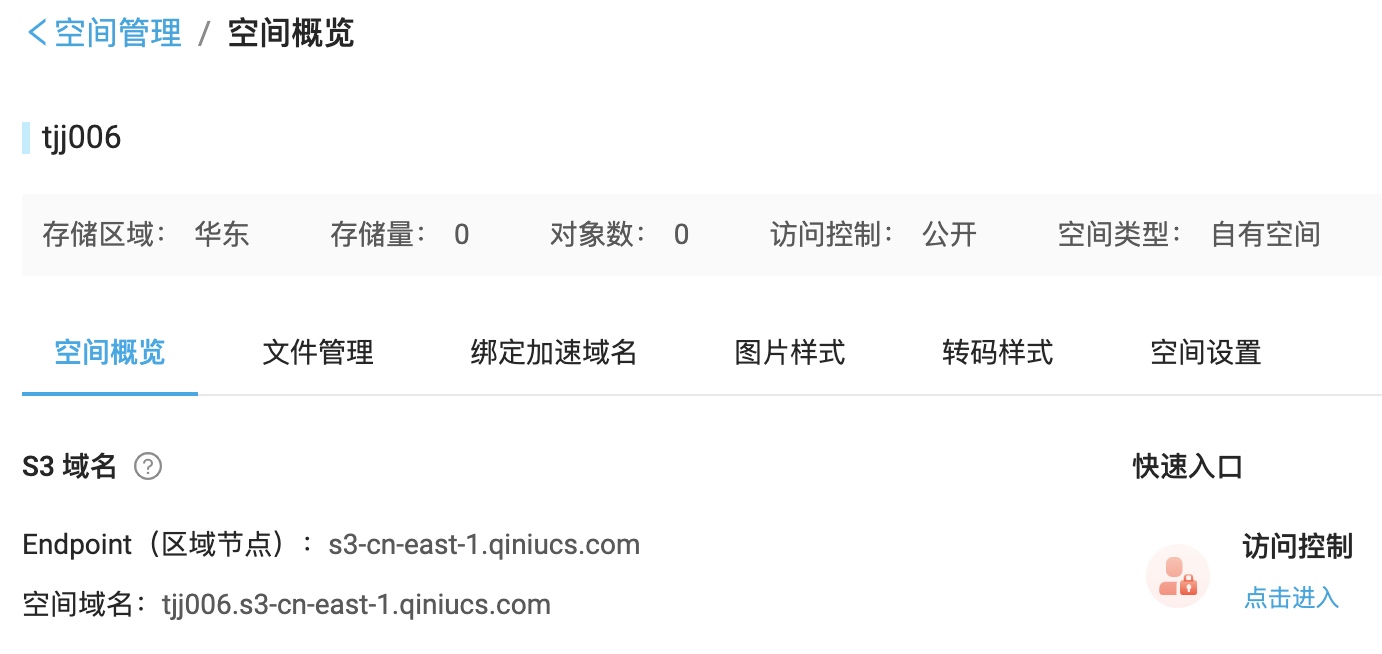 空间管理 / 空间概览
tjj006
存储区域： 华东 存储量： 0 对象数： 0 访问控制： 公开 空间类型： 自有空间
空间概览 文件管理 绑定加速域名 图片样式 转码样式 空间设置
S3 域名 ?
快速入口
Endpoint（区域节点）： s3-cn-east-1.qiniucs.com
空间域名：tjj006.s3-cn-east-1.qiniucs.com
访问控制
点击进入